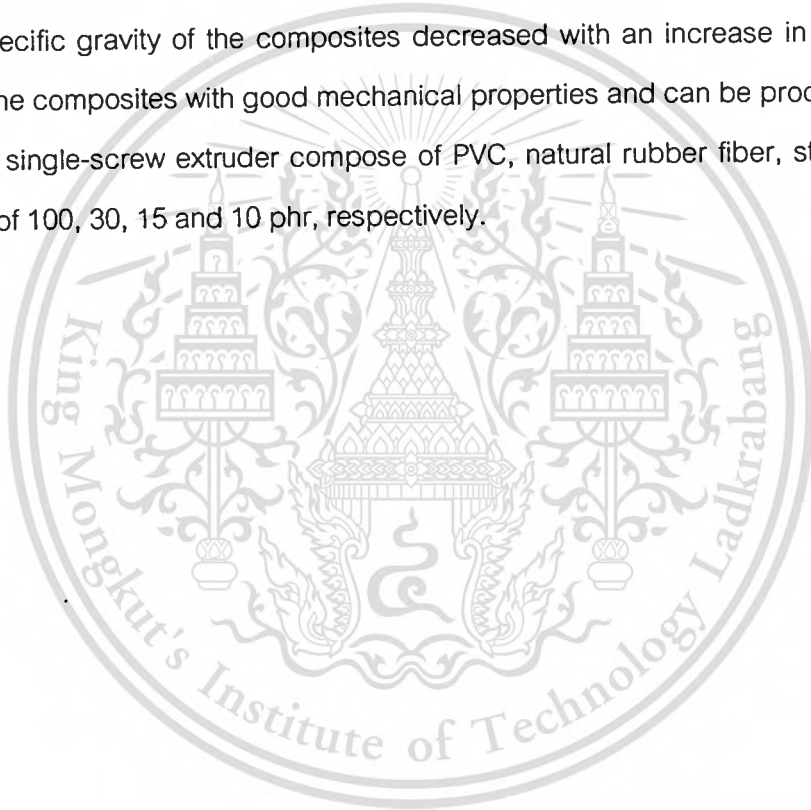 ecific gravity of the composites decreased with an increase in
ne composites with good mechanical properties and can be proc
single-screw extruder compose of PVC, natural rubber fiber, st
of 100, 30, 15 and 10 phr, respectively.
King Mongkut's Institute of Technology Ladkrabang